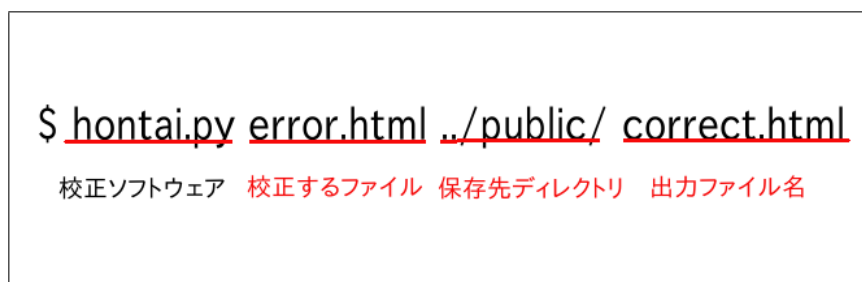 $ hontai.py error.html ../public/ correct.html
校正ソフトウェア 校正するファイル 保存先ディレクトリ 出力ファイル名